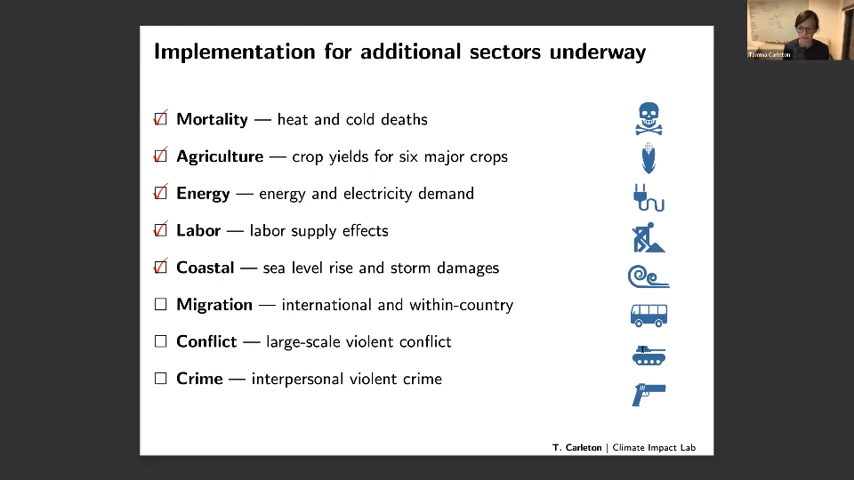 Implementation for additional sectors underway
Mortality — heat and cold deaths
Agriculture — crop yields for six major crops
Energy — energy and electricity demand
Labor — labor supply effects
Coastal — sea level rise and storm damages
Migration — international and within-country
Conflict — large-scale violent conflict
Crime — interpersonal violent crime
T. Carleton | Climate Impact Lab
Tamma Carleton